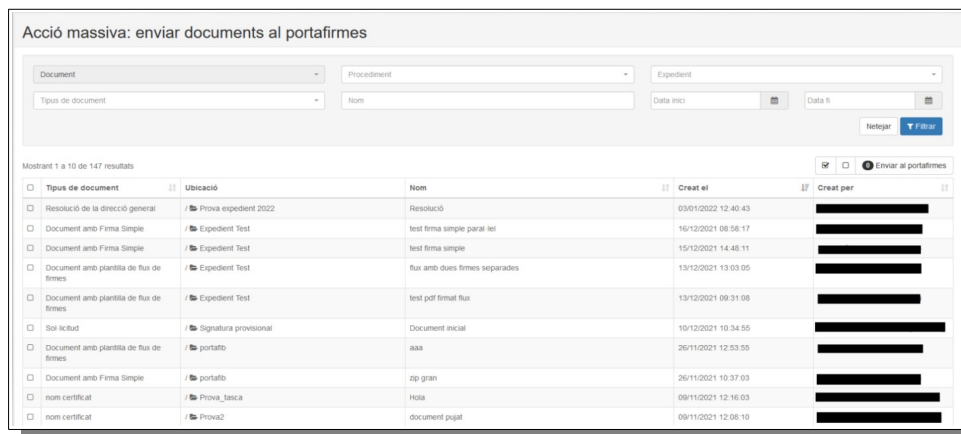 Acció massiva: enviar documents al portafirmes
Document Procediment Expedient
Tipus de document Nom Data inici Data fi
Netejar Filtrar
Mostrant 1 a 10 de 147 resultats 0 Enviar al portafirmes
Tipus de document Ubicació Nom Creat el Creat per
Resolució de la direcció general / Prova expedient 2022 Resolució 03/01/2022 12:40:43
Document amb Firma Simple / Expedient Test test firma simple paral·lel 16/12/2021 08:58:17
Document amb Firma Simple / Expedient Test test firma simple 15/12/2021 14:48:11
Document amb plantilla de flux de / Expedient Test flux amb dues firmes separades 13/12/2021 13:03:05
firmes
Document amb plantilla de flux de / Expedient Test test pdf firmat flux 13/12/2021 09:31:08
firmes
Sol·licitud / Signatura provisional Document inicial 10/12/2021 10:34:55
Document amb plantilla de flux de / portafib aaa 26/11/2021 12:53:55
firmes
Document amb Firma Simple / portafib zip gran 26/11/2021 10:37:03
nom certificat / Prova_tasca Hola 09/11/2021 12:16:03
nom certificat / Prova2 document pujat 09/11/2021 12:08:10